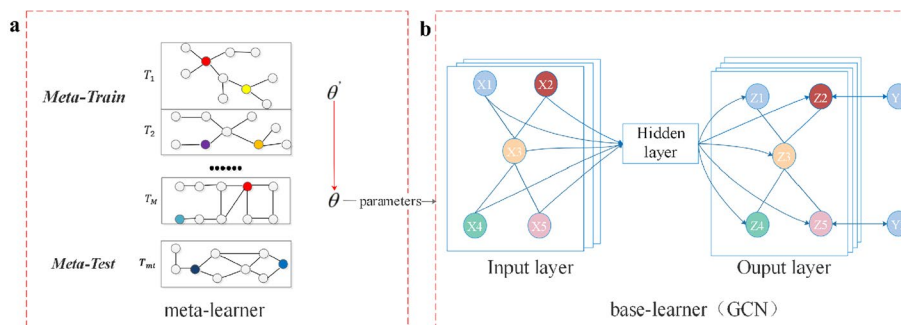 a
Meta-Train
T1
θ'
T2
••••••
TM
θ
parameters
Meta-Test
Tmt
meta-learner
b
X1
X2
X3
X4
X5
Input layer
Hidden
layer
Z1
Z2
Z3
Z4
Z5
Y
Y
Ouput layer
base-learner（GCN）